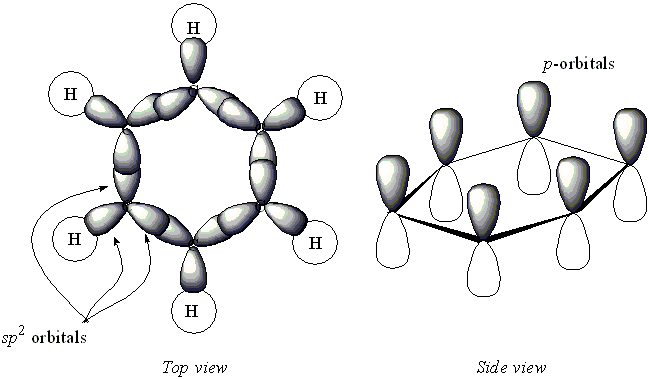 H
p-orbitals
H
H
H
H
H
sp² orbitals
Top view
Side view